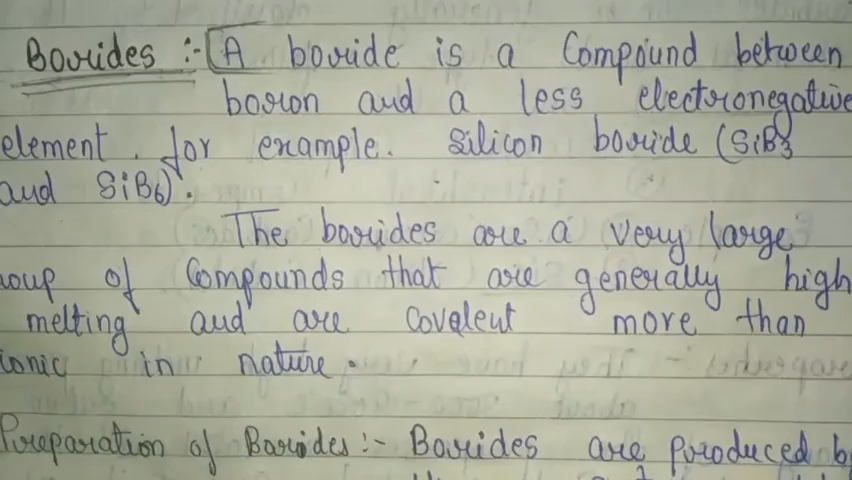 Borides :- A boride is a Compound between
boron and a less electronegative
element. for example. Silicon boride (SiB3
and SiB6).
The borides are a very large
roup of Compounds that are generally high
melting and are Covalent more than
ionic in nature.
Preparation of Borides:- Borides are produced b